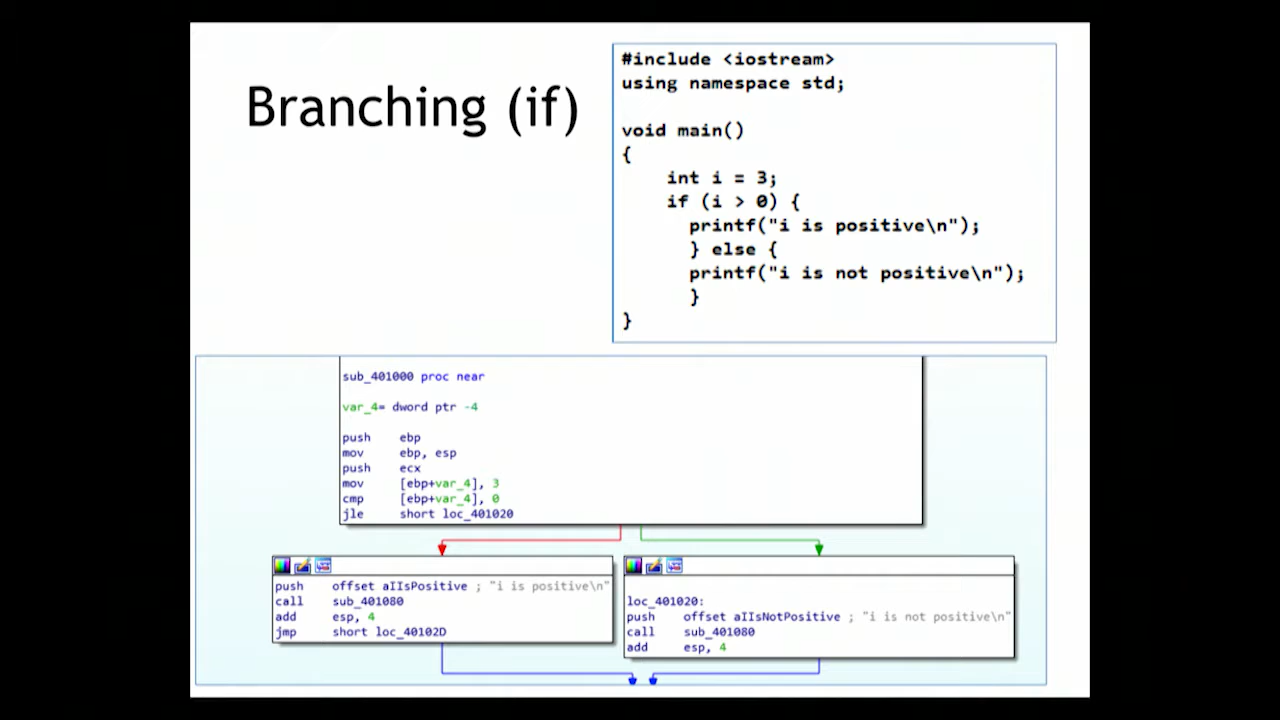 Branching (if)
#include <iostream>
using namespace std;
void main()
{
int i = 3;
if (i > 0) {
printf("i is positive\n");
} else {
printf("i is not positive\n");
}
}
sub_401000 proc near
var_4= dword ptr -4
push ebp
mov ebp, esp
push ecx
mov [ebp+var_4], 3
cmp [ebp+var_4], 0
jle short loc_401020
push offset aIIsPositive ; "i is positive\n"
call sub_401080
add esp, 4
jmp short loc_40102D
loc_401020:
push offset aIIsNotPositive ; "i is not positive\n"
call sub_401080
add esp, 4